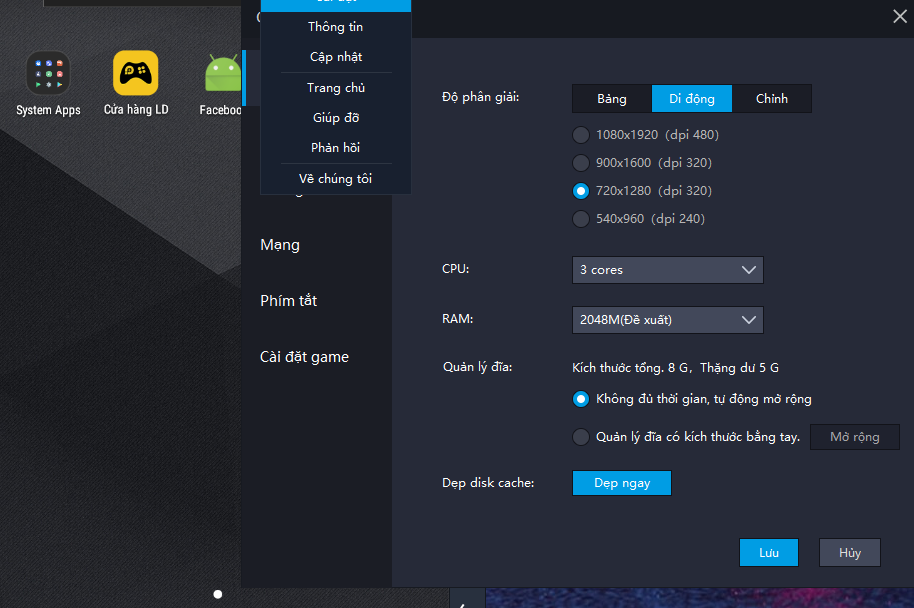 System Apps
Cửa hàng LD
Faceboo
Thông tin
Cập nhật
Trang chủ
Giúp đỡ
Phản hồi
Về chúng tôi
Mạng
Phím tắt
Cài đặt game
Độ phân giải:
Bảng
Di động
Chỉnh
1080x1920 (dpi 480)
900x1600 (dpi 320)
720x1280 (dpi 320)
540x960 (dpi 240)
CPU:
3 cores
RAM:
2048M(Đề xuất)
Quản lý đĩa:
Kích thước tổng. 8 G, Thặng dư 5 G
Không đủ thời gian, tự động mở rộng
Quản lý đĩa có kích thước bằng tay.
Mở rộng
Dẹp disk cache:
Dẹp ngay
Lưu
Hủy